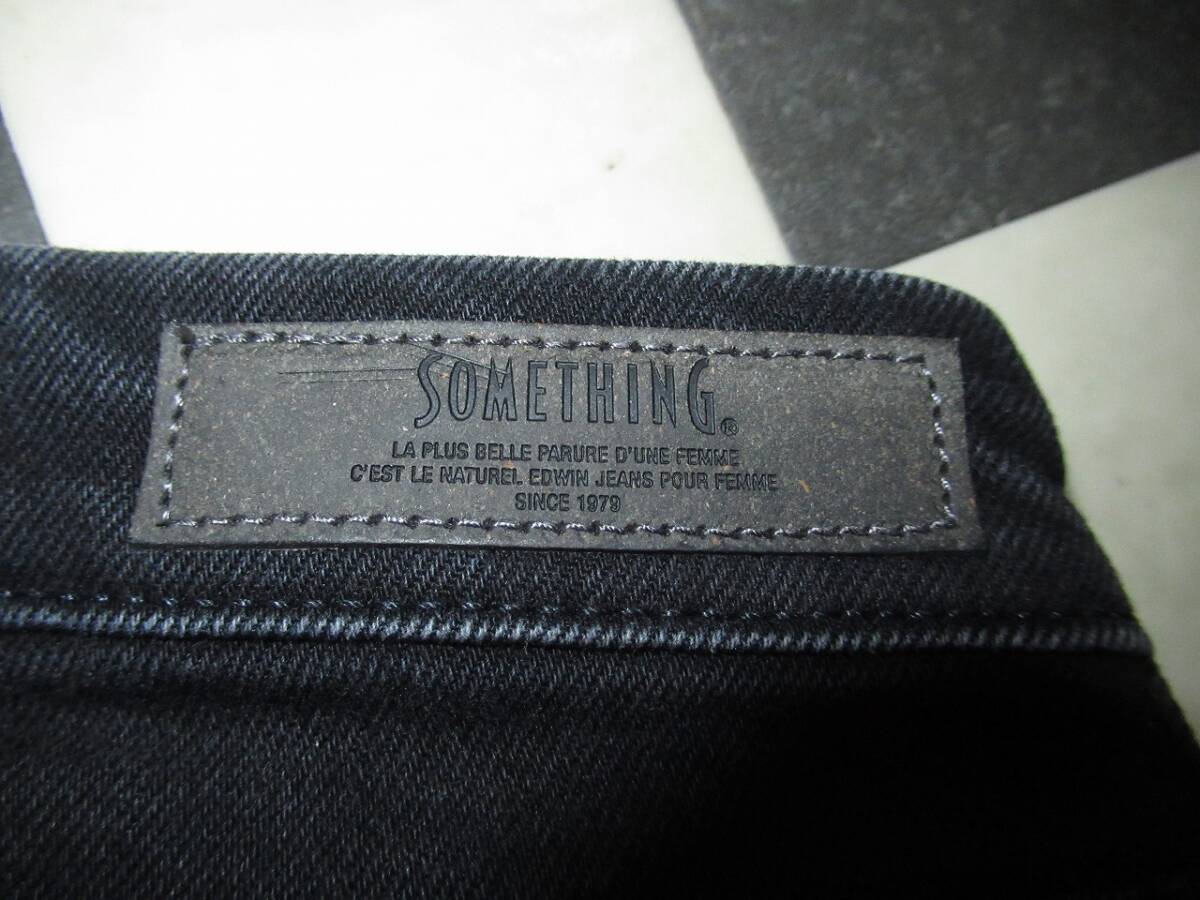 SOMETHING®
LA PLUS BELLE PARURE D'UNE FEMME
C'EST LE NATUREL EDWIN JEANS POUR FEMME
SINCE 1979